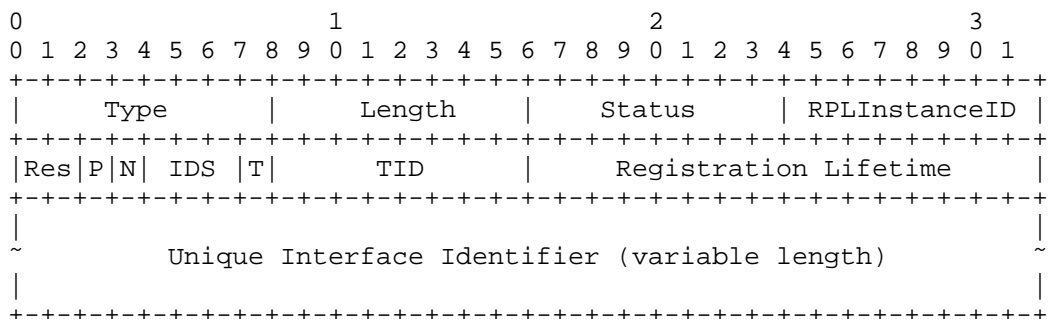 0                   1                   2                   3
0 1 2 3 4 5 6 7 8 9 0 1 2 3 4 5 6 7 8 9 0 1 2 3 4 5 6 7 8 9 0 1
+-+-+-+-+-+-+-+-+-+-+-+-+-+-+-+-+-+-+-+-+-+-+-+-+-+-+-+-+-+-+-+-+
|     Type      |     Length    |    Status     | RPLInstanceID |
+-+-+-+-+-+-+-+-+-+-+-+-+-+-+-+-+-+-+-+-+-+-+-+-+-+-+-+-+-+-+-+-+
|Res|P|N| IDS |T|      TID      |     Registration Lifetime     |
+-+-+-+-+-+-+-+-+-+-+-+-+-+-+-+-+-+-+-+-+-+-+-+-+-+-+-+-+-+-+-+-+
|                                                               |
~         Unique Interface Identifier (variable length)         ~
|                                                               |
+-+-+-+-+-+-+-+-+-+-+-+-+-+-+-+-+-+-+-+-+-+-+-+-+-+-+-+-+-+-+-+-+